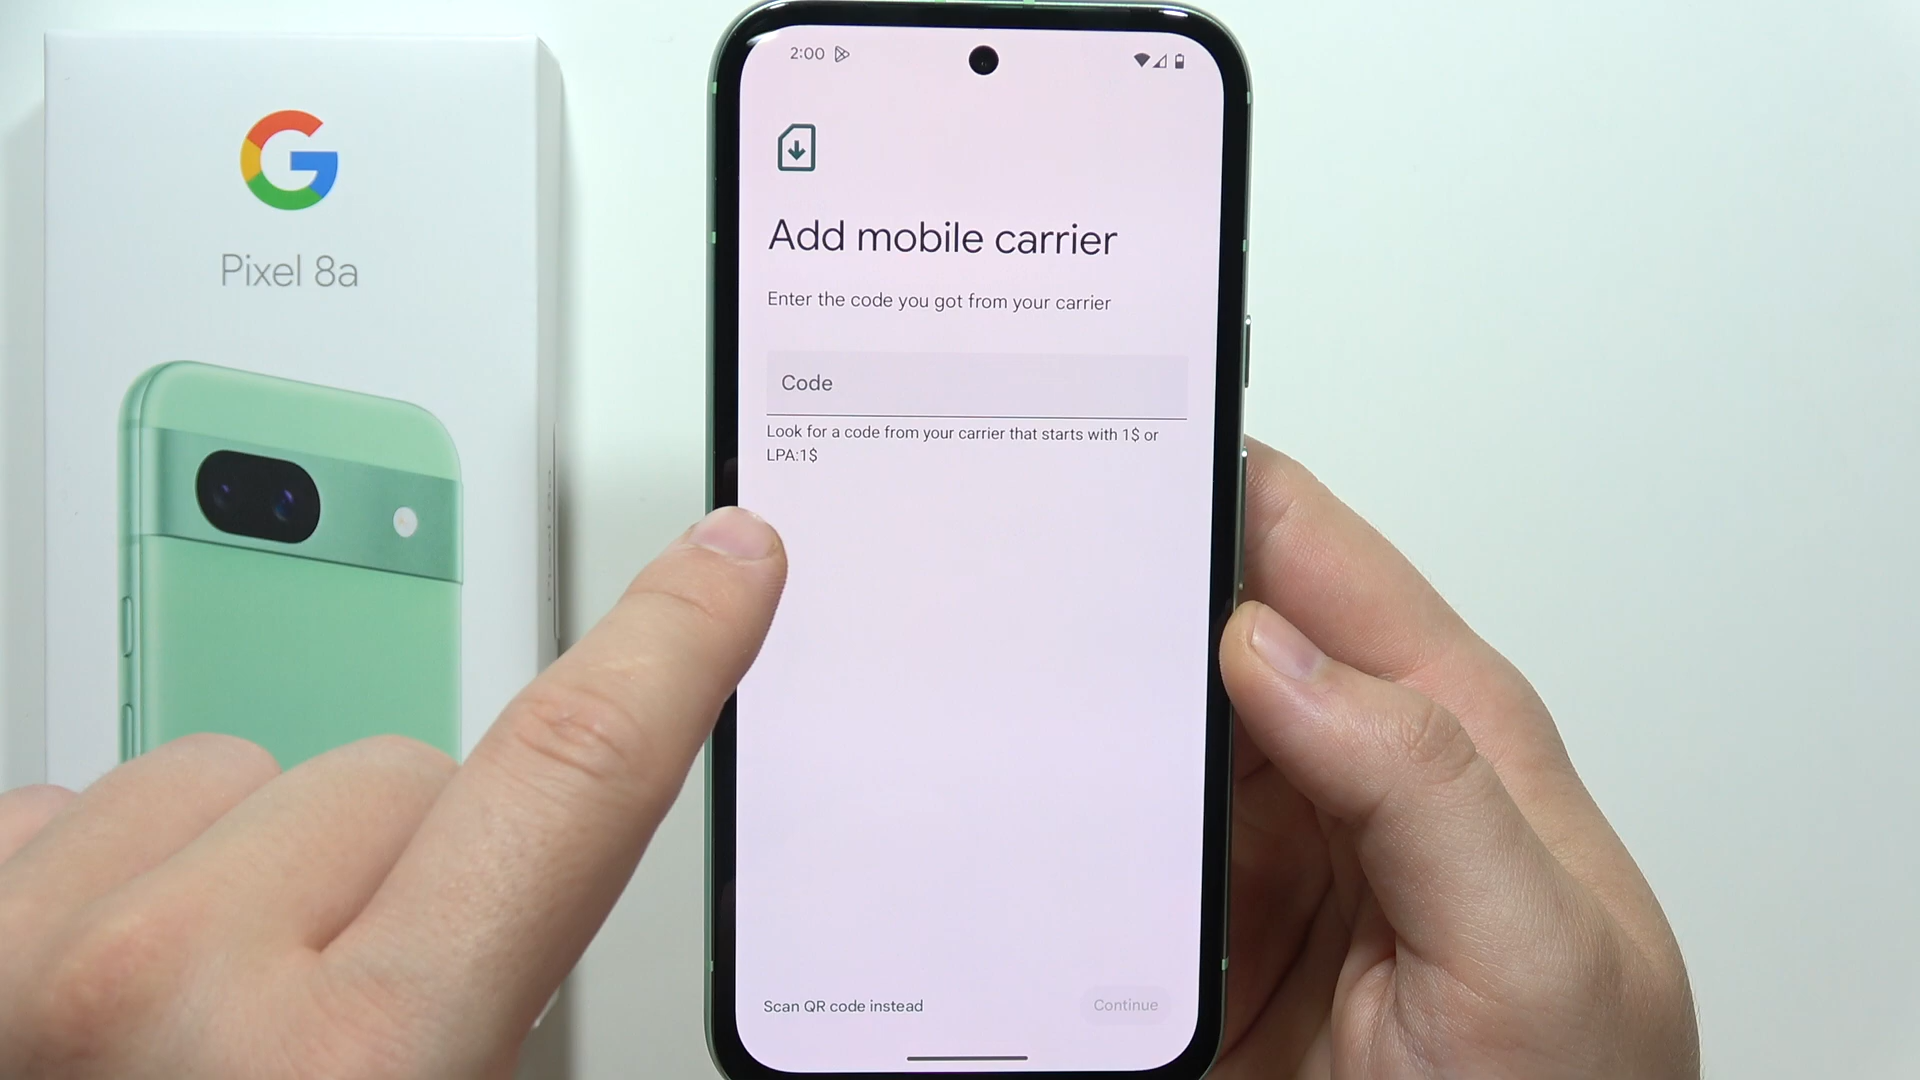 Pixel 8a
2:00
Add mobile carrier
Enter the code you got from your carrier
Code
Look for a code from your carrier that starts with 1$ or
LPA:1$
Scan QR code instead
Continue